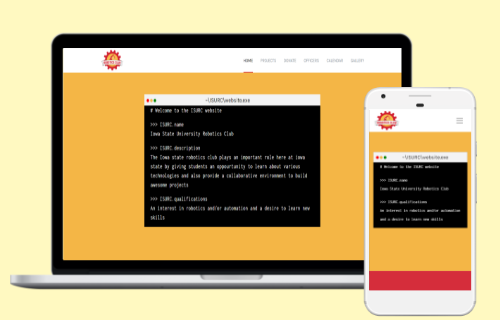 HOME PROJECTS DONATE OFFICERS CALENDAR GALLERY
~\ISURC\website.exe
# Welcome to the ISURC website
>>> ISURC.name
Iowa State University Robotics Club
>>> ISURC.description
The Iowa state robotics club plays an important role here at iowa
state by giving students an oppourtunity to learn about various
technologies and also provide a collaborative environment to build
awesome projects
>>> ISURC.qualifications
An interest in robotics and/or automation and a desire to learn new
skills
~\ISURC\website.exe
# Welcome to the ISURC website
>>> ISURC.name
Iowa State University Robotics Club
>>> ISURC.qualifications
An interest in robotics and/or automation
and a desire to learn new skills